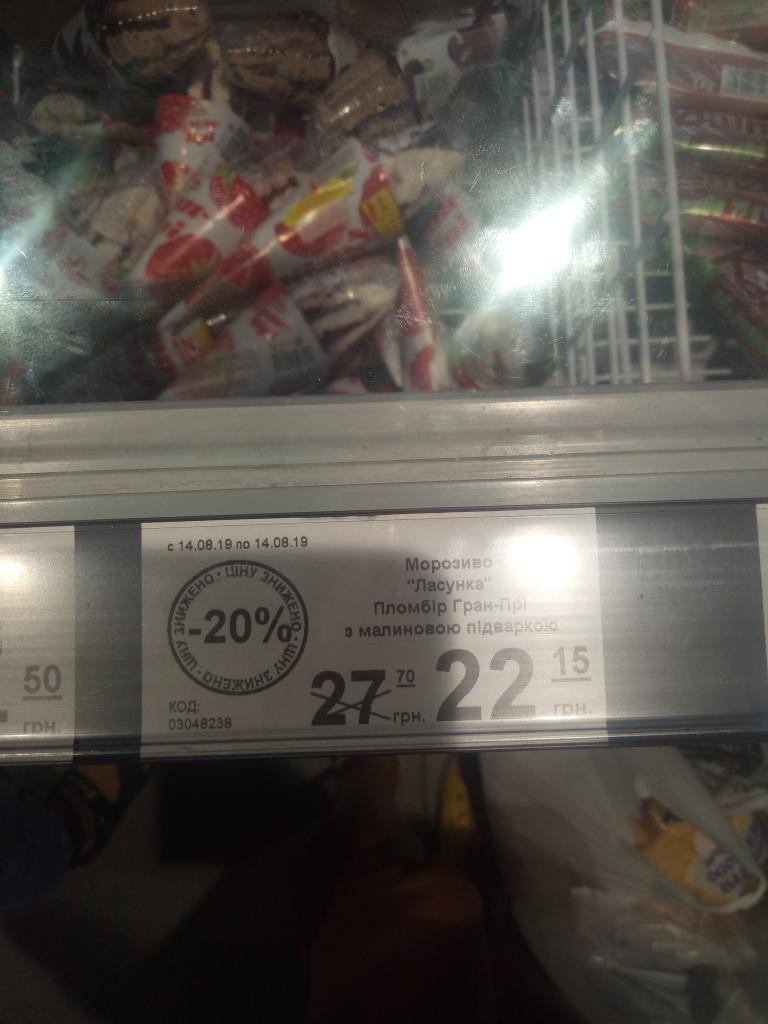 с 14.08.19 по 14.08.19
ЦІНУ ЗНИЖЕНО • ЦІНУ ЗНИЖЕНО • ЦІНУ ЗНИЖЕНО •
-20%
КОД:
03048238
Морозиво
"Ласунка"
Пломбір Гран-Прі
з малиновою підваркою
27 70 грн.
22 15 грн.
50
грн.